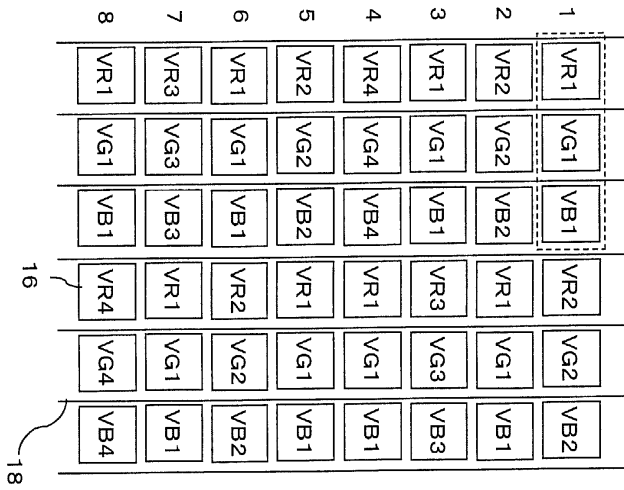 1 VR1 VG1 VB1 VR2 VG2 VB2
2 VR2 VG2 VB2 VR1 VG1 VB1
3 VR1 VG1 VB1 VR3 VG3 VB3
4 VR4 VG4 VB4 VR1 VG1 VB1
5 VR2 VG2 VB2 VR1 VG1 VB1
6 VR1 VG1 VB1 VR2 VG2 VB2
7 VR3 VG3 VB3 VR1 VG1 VB1
8 VR1 VG1 VB1 VR4 VG4 VB4
16
18